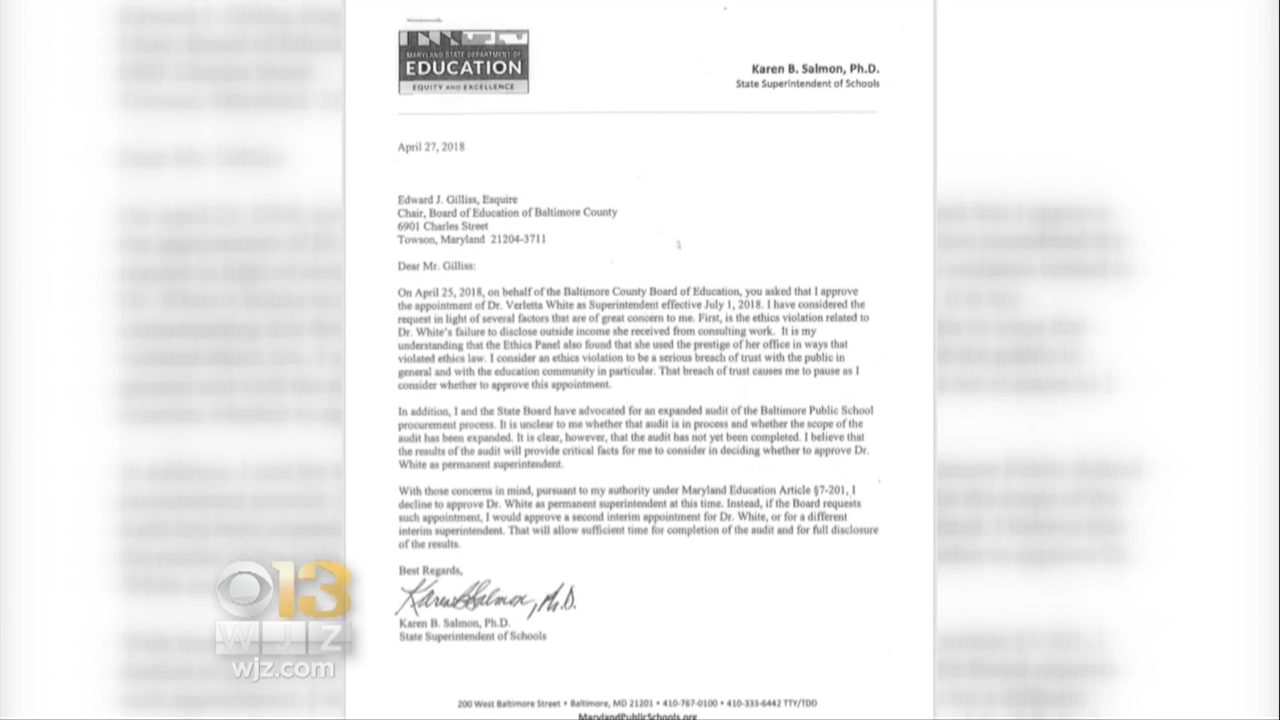 MARYLAND STATE DEPARTMENT OF
EDUCATION
EQUITY AND EXCELLENCE
Karen B. Salmon, Ph.D.
State Superintendent of Schools
April 27, 2018
Edward J. Gilliss, Esquire
Chair, Board of Education of Baltimore County
6901 Charles Street
Towson, Maryland 21204-3711
Dear Mr. Gilliss:
On April 25, 2018, on behalf of the Baltimore County Board of Education, you asked that I approve
the appointment of Dr. Verletta White as Superintendent effective July 1, 2018. I have considered the
request in light of several factors that are of great concern to me. First, is the ethics violation related to
Dr. White's failure to disclose outside income she received from consulting work. It is my
understanding that the Ethics Panel also found that she used the prestige of her office in ways that
violated ethics law. I consider an ethics violation to be a serious breach of trust with the public in
general and with the education community in particular. That breach of trust causes me to pause as I
consider whether to approve this appointment.
In addition, I and the State Board have advocated for an expanded audit of the Baltimore Public School
procurement process. It is unclear to me whether that audit is in process and whether the scope of the
audit has been expanded. It is clear, however, that the audit has not yet been completed. I believe that
the results of the audit will provide critical facts for me to consider in deciding whether to approve Dr.
White as permanent superintendent.
With those concerns in mind, pursuant to my authority under Maryland Education Article §7-201, I
decline to approve Dr. White as permanent superintendent at this time. Instead, if the Board requests
such appointment, I would approve a second interim appointment for Dr. White, or for a different
interim superintendent. That will allow sufficient time for completion of the audit and for full disclosure
of the results.
Best Regards,
Karen B Salmon, Ph.D.
Karen B. Salmon, Ph.D.
State Superintendent of Schools
200 West Baltimore Street • Baltimore, MD 21201 • 410-767-0100 • 410-333-6442 TTY/TDD
MarylandPublicSchools.org
13
WJZ
wjz.com